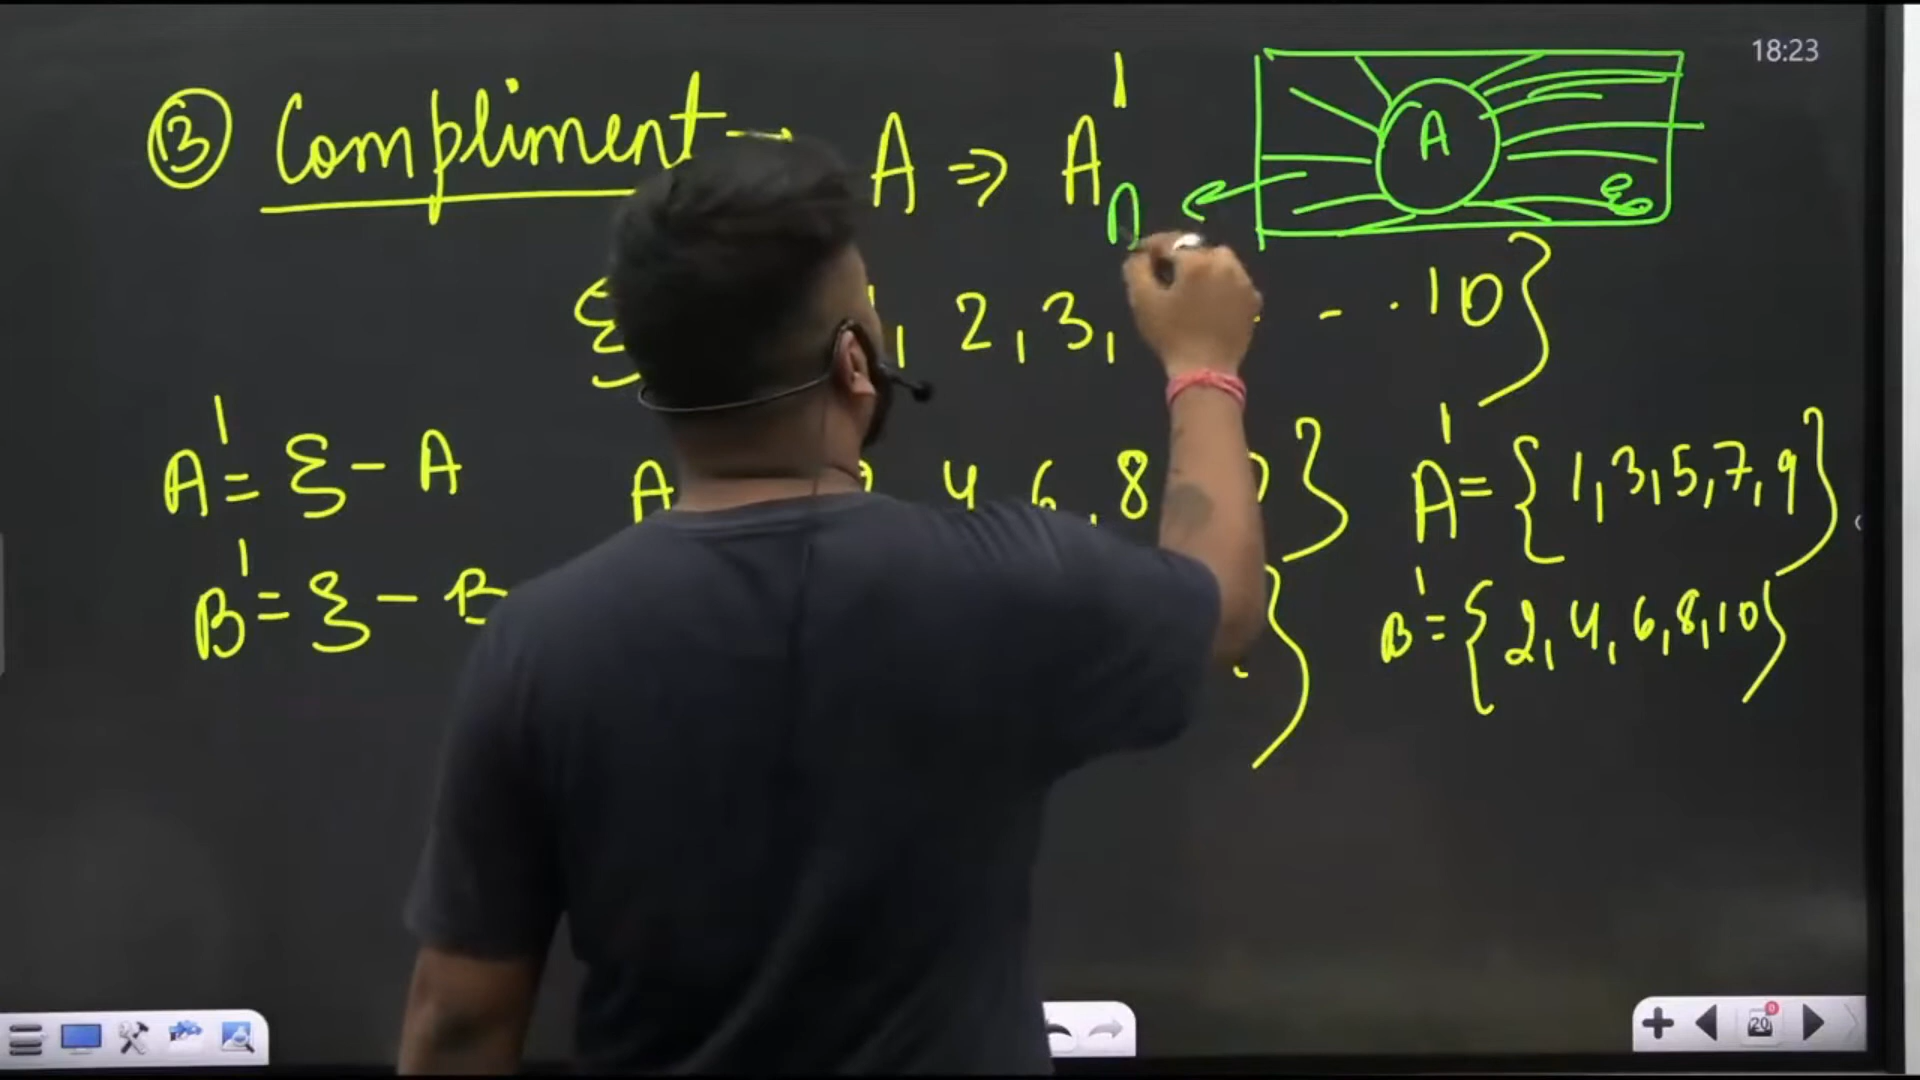 18:23
③ Compliment → A ⇒ A'
A
ξ
ξ , 2, 3, - - . 10}
A' = ξ - A
A 4 6, 8 }
A' = {1, 3, 5, 7, 9}
B' = ξ - B
}
B' = {2, 4, 6, 8, 10}
20